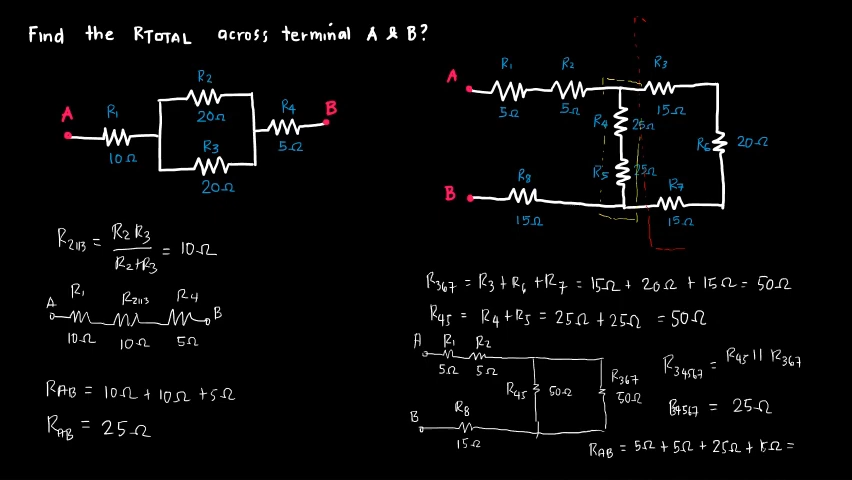 Find the RTOTAL across terminal A & B?
A
R1
10Ω
R2
20Ω
R3
20Ω
R4
5Ω
B
R2||3 = R2 R3 / R2+R3 = 10Ω
A R1 R2||3 R4 B
10Ω 10Ω 5Ω
RAB = 10Ω + 10Ω + 5Ω
RAB = 25Ω
A
R1
5Ω
R2
5Ω
R3
15Ω
R4
25Ω
R5
25Ω
R6
20Ω
R7
15Ω
B
R8
15Ω
R367 = R3 + R6 + R7 = 15Ω + 20Ω + 15Ω = 50Ω
R45 = R4 + R5 = 25Ω + 25Ω = 50Ω
A R1 R2
5Ω 5Ω
R45 50Ω
R367
50Ω
B R8
15Ω
R34567 = R45 || R367
= 25Ω
RAB = 5Ω + 5Ω + 25Ω +